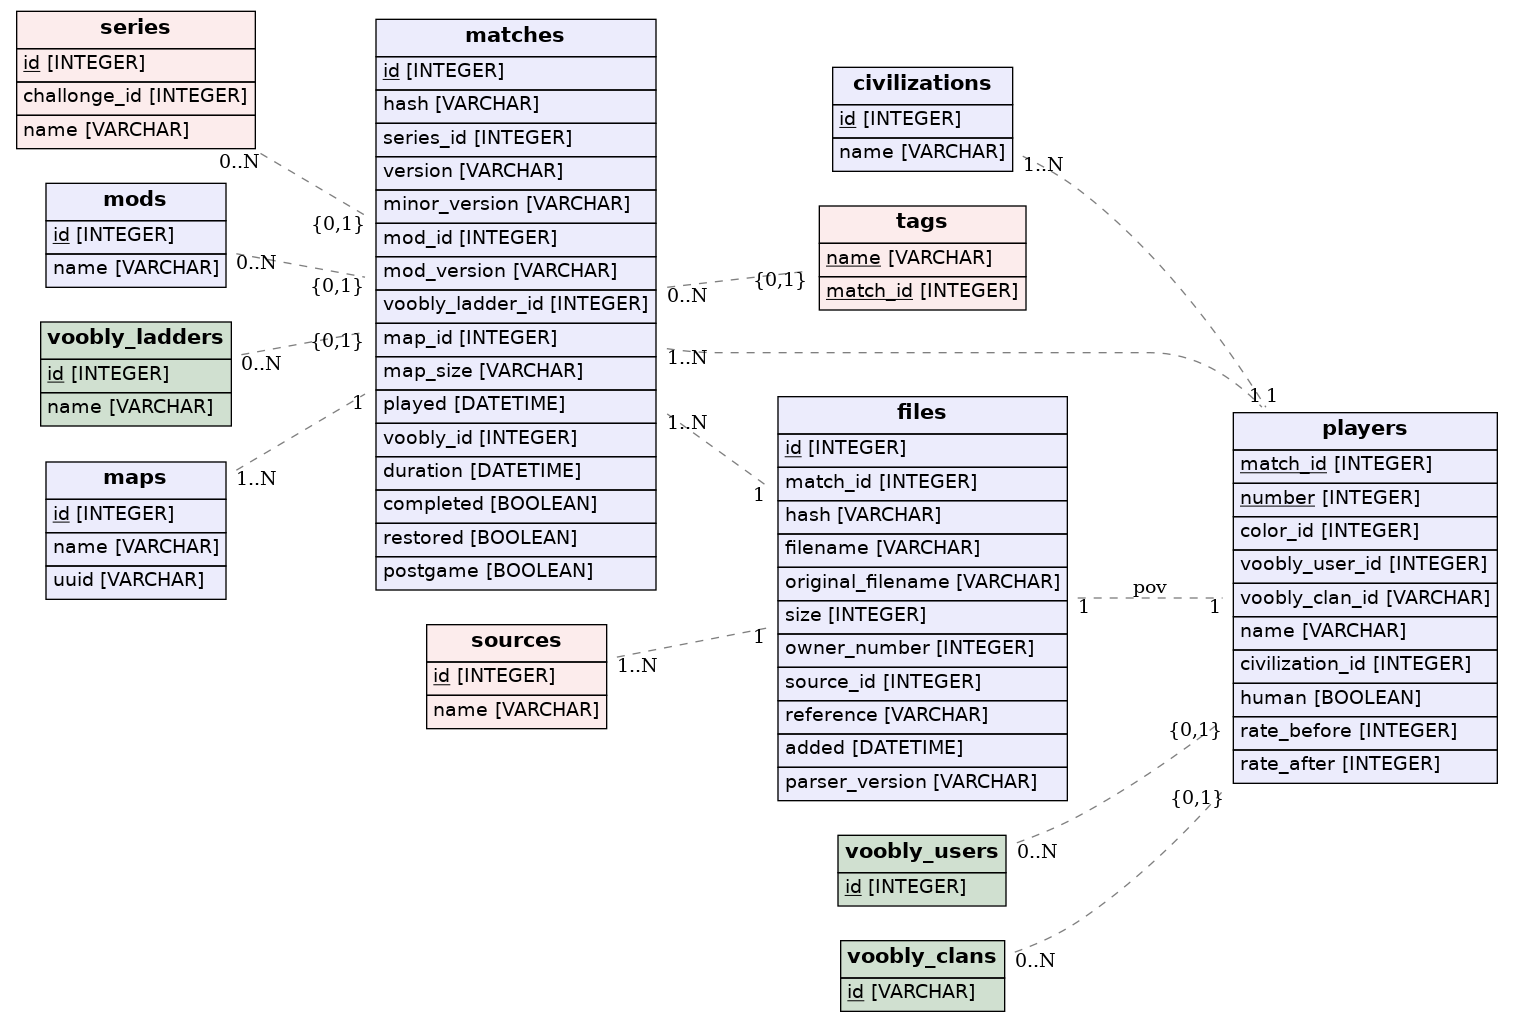 series
id [INTEGER]
challonge_id [INTEGER]
name [VARCHAR]
0..N
{0,1}
mods
id [INTEGER]
name [VARCHAR]
0..N
{0,1}
voobly_ladders
id [INTEGER]
name [VARCHAR]
0..N
{0,1}
maps
id [INTEGER]
name [VARCHAR]
uuid [VARCHAR]
1..N
1
matches
id [INTEGER]
hash [VARCHAR]
series_id [INTEGER]
version [VARCHAR]
minor_version [VARCHAR]
mod_id [INTEGER]
mod_version [VARCHAR]
voobly_ladder_id [INTEGER]
map_id [INTEGER]
map_size [VARCHAR]
played [DATETIME]
voobly_id [INTEGER]
duration [DATETIME]
completed [BOOLEAN]
restored [BOOLEAN]
postgame [BOOLEAN]
0..N
{0,1}
1..N
1..N
1
sources
id [INTEGER]
name [VARCHAR]
1..N
1
civilizations
id [INTEGER]
name [VARCHAR]
1..N
tags
name [VARCHAR]
match_id [INTEGER]
files
id [INTEGER]
match_id [INTEGER]
hash [VARCHAR]
filename [VARCHAR]
original_filename [VARCHAR]
size [INTEGER]
owner_number [INTEGER]
source_id [INTEGER]
reference [VARCHAR]
added [DATETIME]
parser_version [VARCHAR]
pov
1
1
1 1
players
match_id [INTEGER]
number [INTEGER]
color_id [INTEGER]
voobly_user_id [INTEGER]
voobly_clan_id [VARCHAR]
name [VARCHAR]
civilization_id [INTEGER]
human [BOOLEAN]
rate_before [INTEGER]
rate_after [INTEGER]
{0,1}
{0,1}
voobly_users
id [INTEGER]
0..N
voobly_clans
id [VARCHAR]
0..N